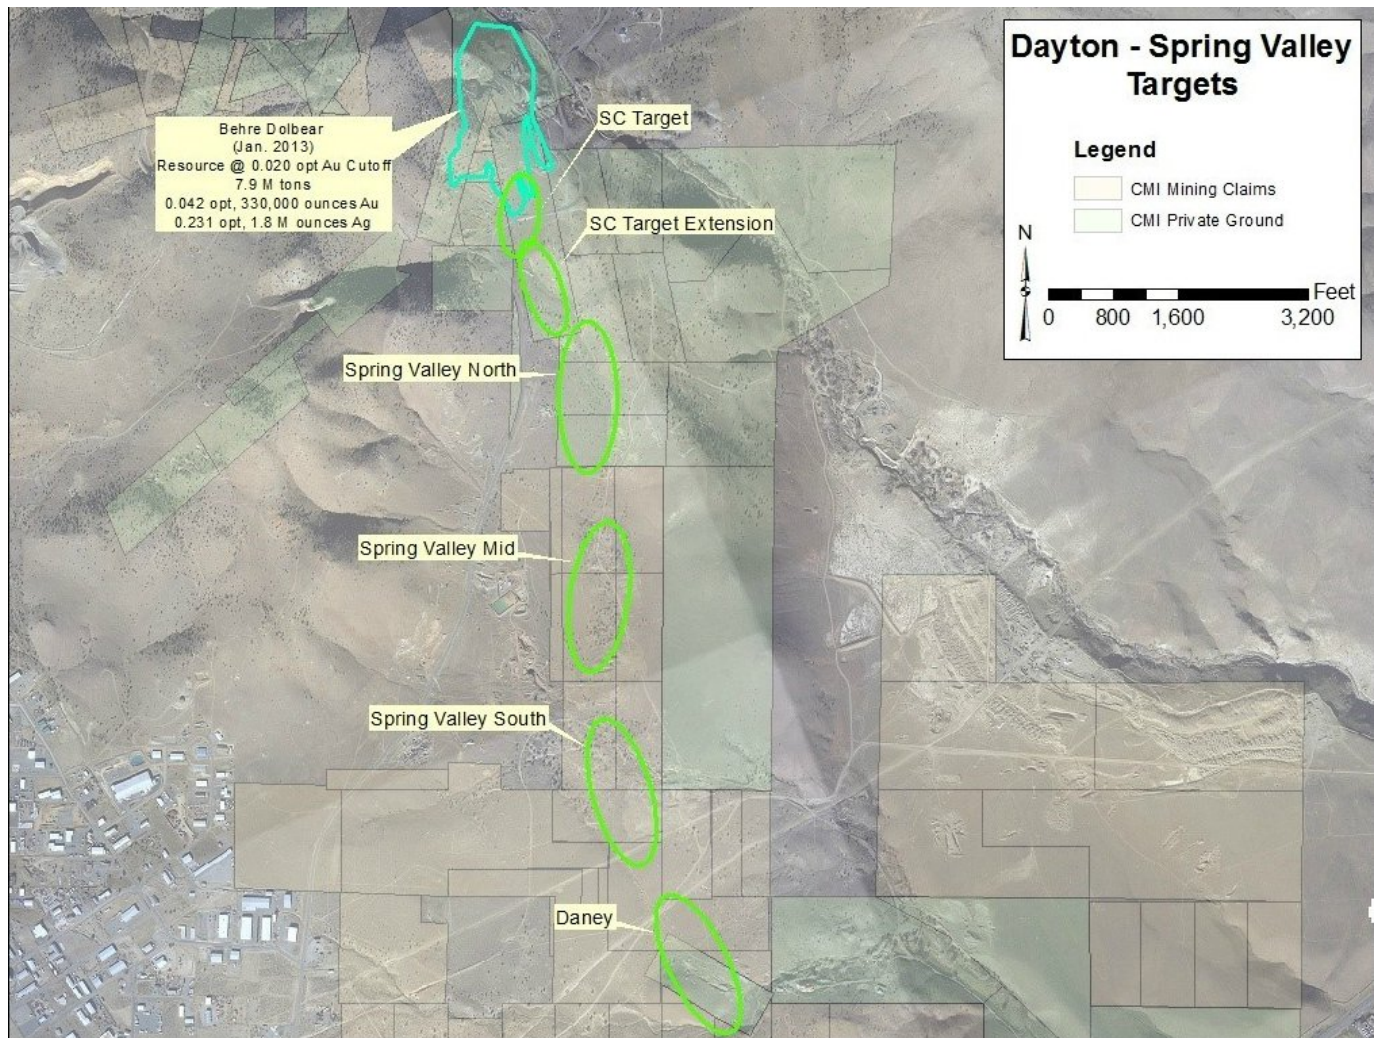 Dayton - Spring Valley
Targets
Legend
CMI Mining Claims
CMI Private Ground
N
Feet
0 800 1,600 3,200
Behre Dolbear
(Jan. 2013)
Resource @ 0.020 opt Au Cutoff
7.9 M tons
0.042 opt, 330,000 ounces Au
0.231 opt, 1.8 M ounces Ag
SC Target
SC Target Extension
Spring Valley North
Spring Valley Mid
Spring Valley South
Daney